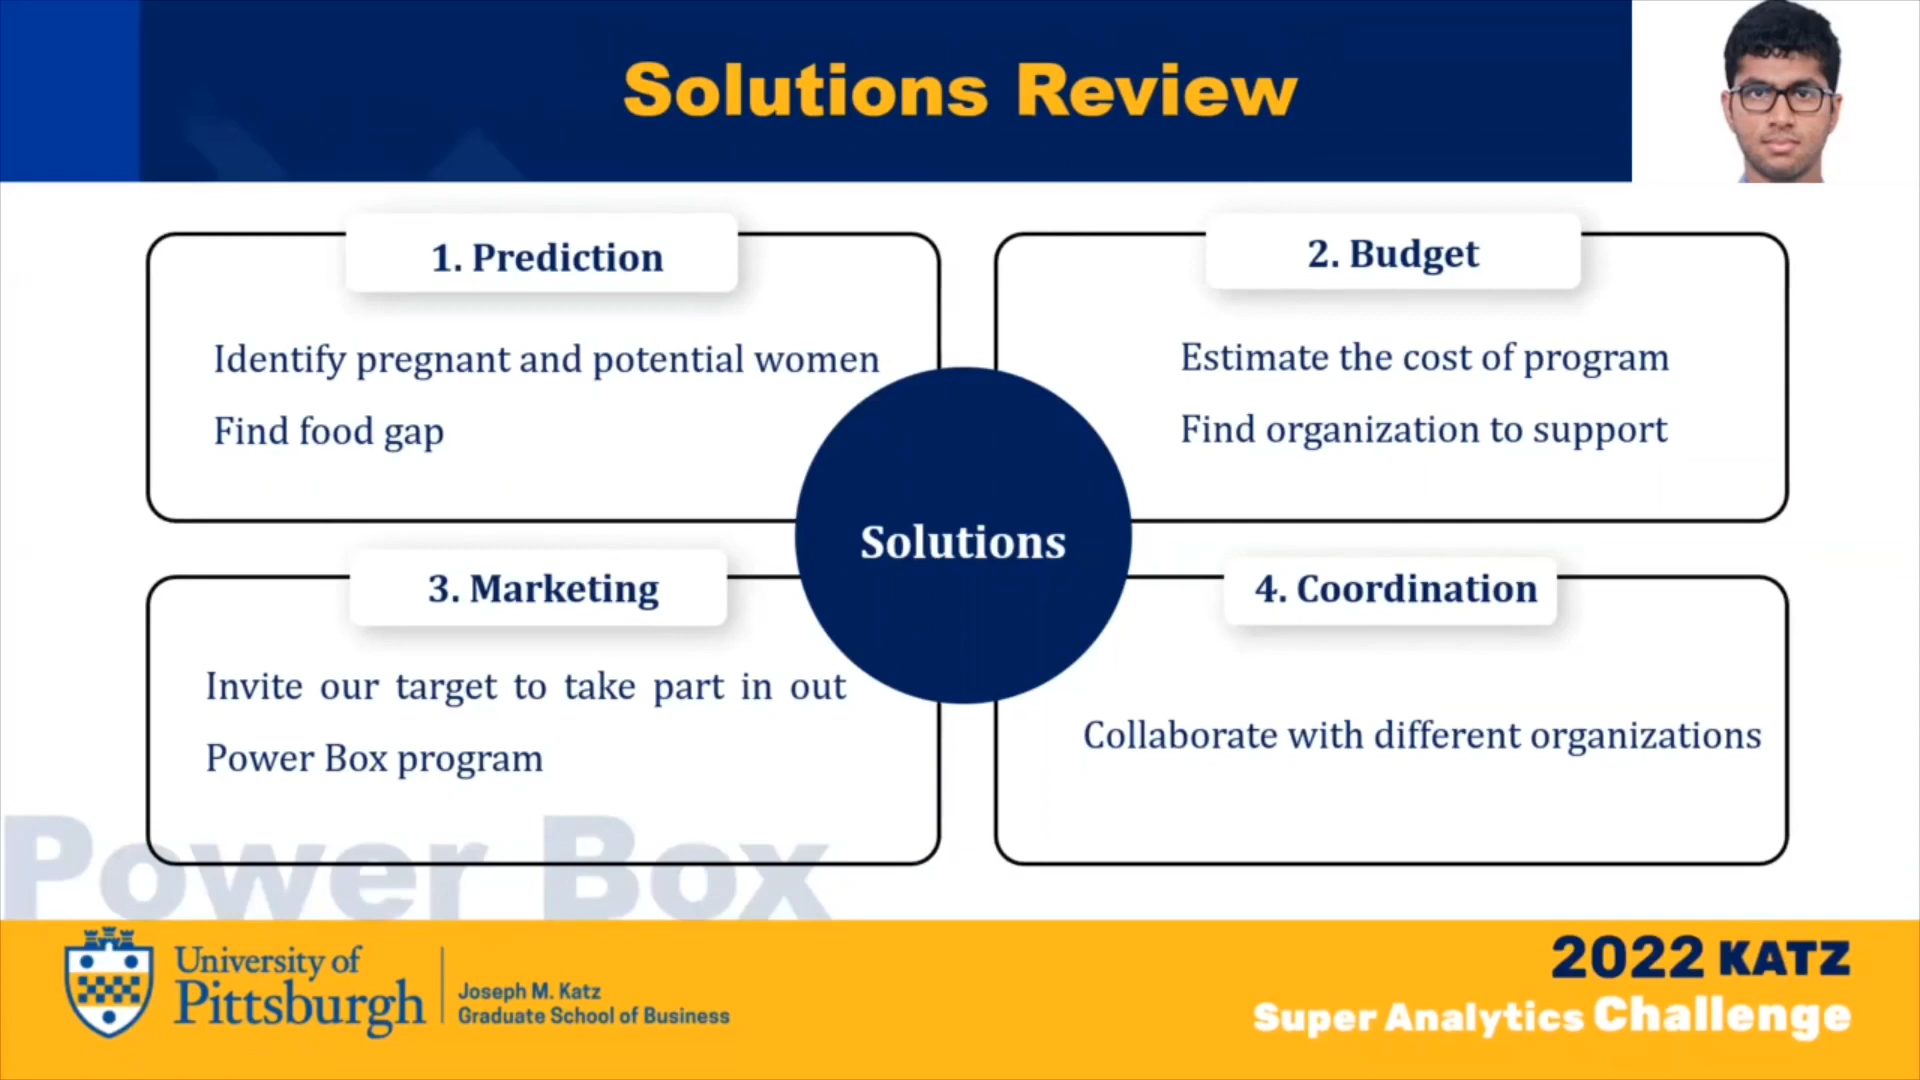 Solutions Review
1. Prediction
Identify pregnant and potential women
Find food gap
2. Budget
Estimate the cost of program
Find organization to support
Solutions
3. Marketing
Invite our target to take part in out
Power Box program
4. Coordination
Collaborate with different organizations
Power Box
University of
Pittsburgh
Joseph M. Katz
Graduate School of Business
2022 KATZ
Super Analytics Challenge